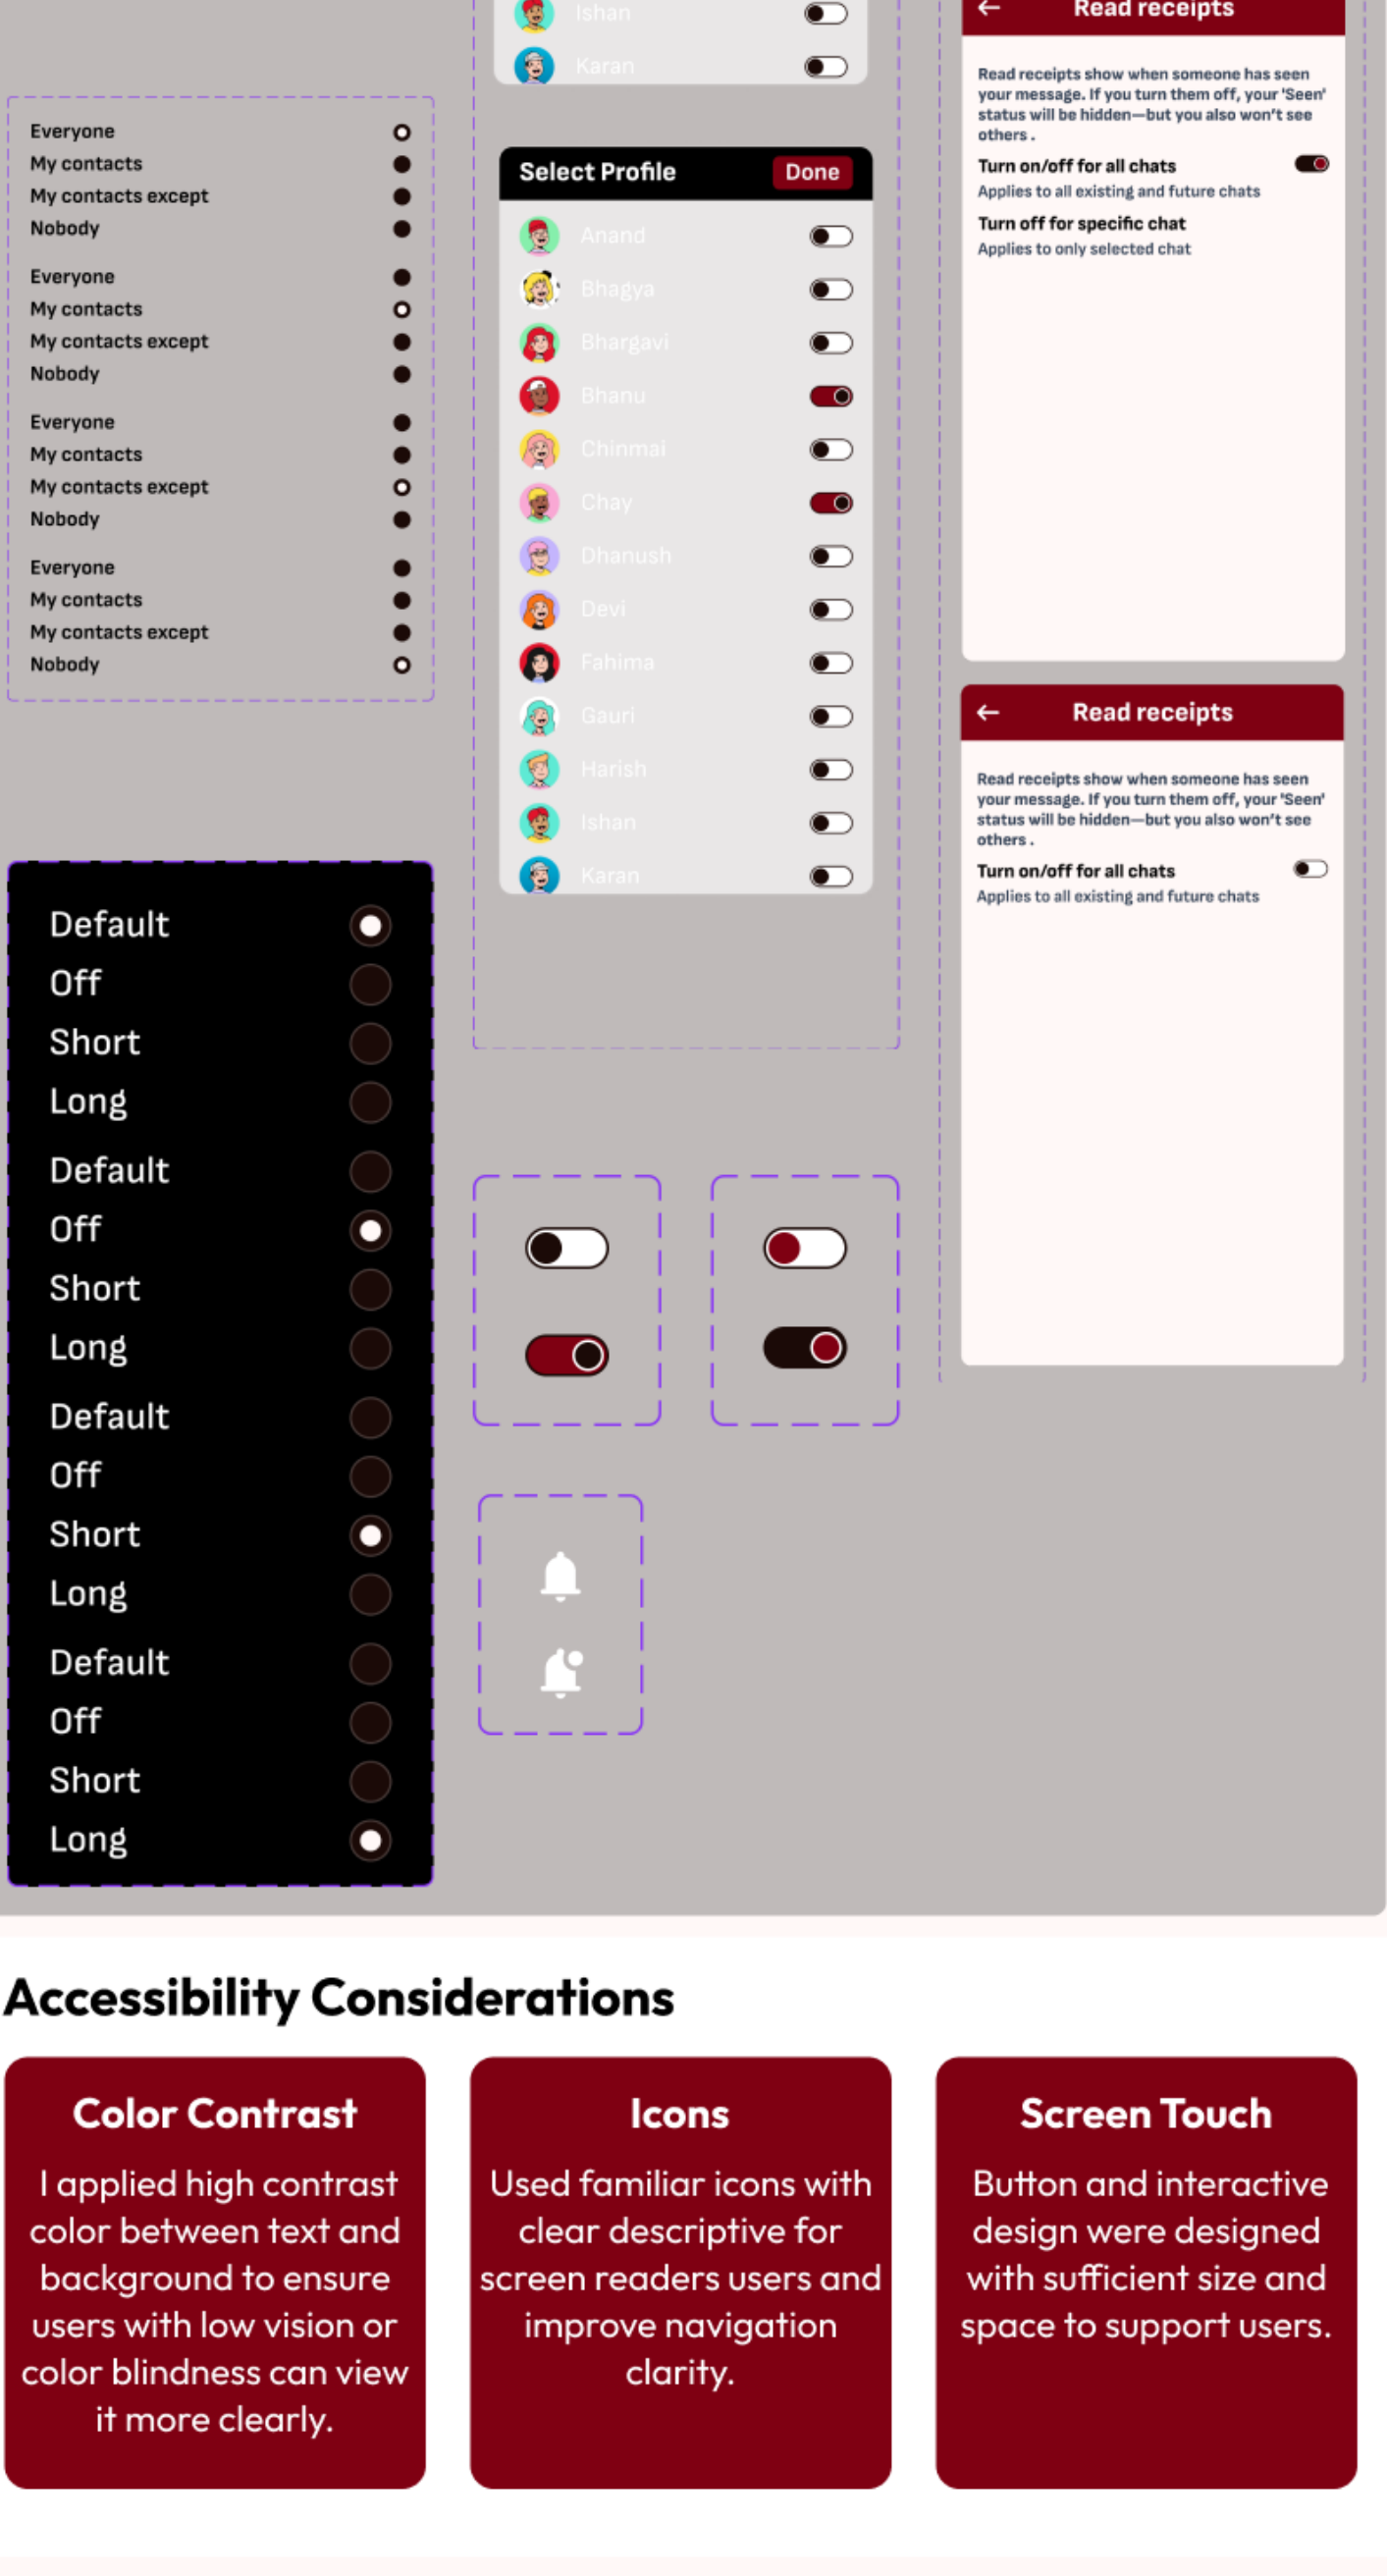 Everyone
My contacts
My contacts except
Nobody
Everyone
My contacts
My contacts except
Nobody
Everyone
My contacts
My contacts except
Nobody
Everyone
My contacts
My contacts except
Nobody
Default
Off
Short
Long
Default
Off
Short
Long
Default
Off
Short
Long
Default
Off
Short
Long
Ishan
Karan
Select Profile
Done
Anand
Bhagya
Bhargavi
Bhanu
Chinmai
Chay
Dhanush
Devi
Fahima
Gauri
Harish
Ishan
Karan
Read receipts
Read receipts show when someone has seen
your message. If you turn them off, your 'Seen'
status will be hidden—but you also won't see
others .
Turn on/off for all chats
Applies to all existing and future chats
Turn off for specific chat
Applies to only selected chat
Read receipts
Read receipts show when someone has seen
your message. If you turn them off, your 'Seen'
status will be hidden—but you also won't see
others .
Turn on/off for all chats
Applies to all existing and future chats
Accessibility Considerations
Color Contrast
I applied high contrast
color between text and
background to ensure
users with low vision or
color blindness can view
it more clearly.
Icons
Used familiar icons with
clear descriptive for
screen readers users and
improve navigation
clarity.
Screen Touch
Button and interactive
design were designed
with sufficient size and
space to support users.